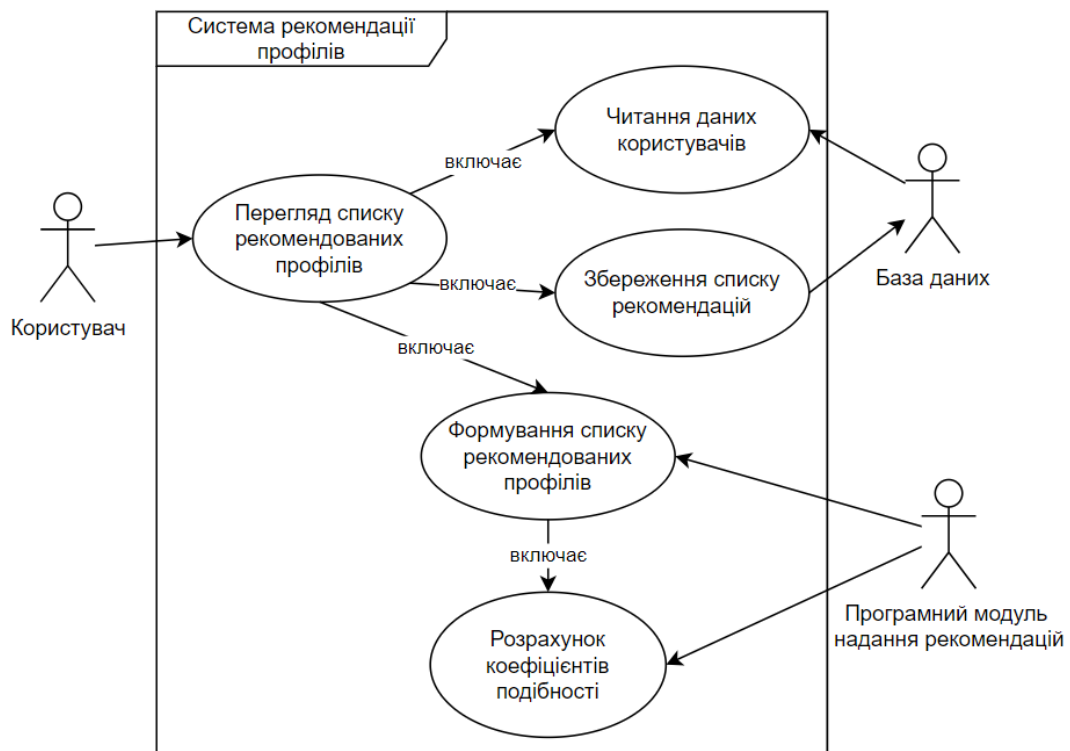 Система рекомендації
профілів
Читання даних
користувачів
включає
Перегляд списку
рекомендованих
профілів
включає
Збереження списку
рекомендацій
База даних
Користувач
включає
Формування списку
рекомендованих
профілів
включає
Програмний модуль
надання рекомендацій
Розрахунок
коефіцієнтів
подібності